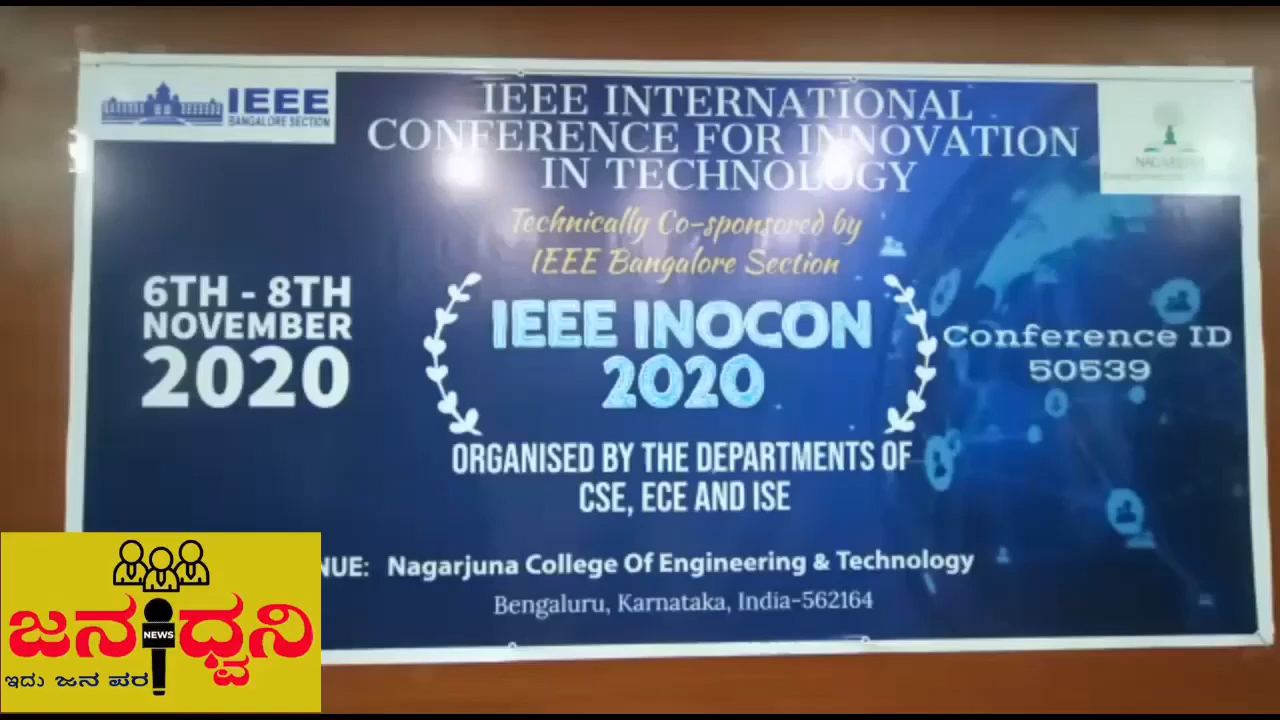 IEEE
BANGALORE SECTION
IEEE INTERNATIONAL
CONFERENCE FOR INNOVATION
IN TECHNOLOGY
Technically Co-sponsored by
IEEE Bangalore Section
6TH - 8TH
NOVEMBER
2020
IEEE INOCON
2020
Conference ID
50539
ORGANISED BY THE DEPARTMENTS OF
CSE, ECE AND ISE
NUE: Nagarjuna College Of Engineering & Technology
Bengaluru, Karnataka, India-562164
ಜನ ಧ್ವನಿ
NEWS
ಇದು ಜನ ಪರ